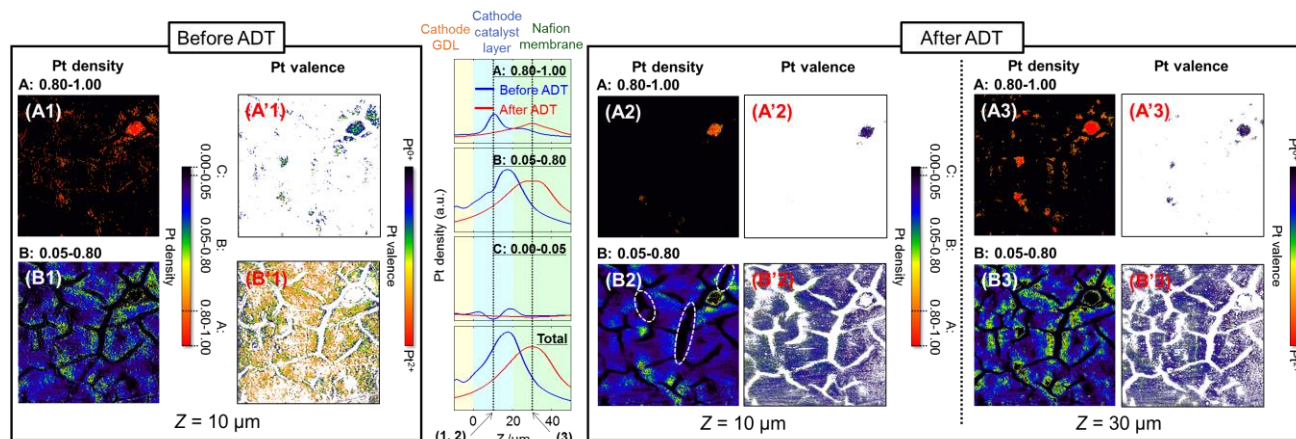 Before ADT
Pt density
Pt valence
A: 0.80-1.00
(A1)
(A'1)
B: 0.05-0.80
(B1)
(B'1)
0.00-0.05
0.05-0.80
0.80-1.00
C:
B:
A:
Pt density
Pt⁰⁺
Pt²⁺
Pt valence
Z = 10 μm
Cathode GDL
Cathode catalyst layer
Nafion membrane
A: 0.80-1.00
Before ADT
After ADT
B: 0.05-0.80
C: 0.00-0.05
Total
Pt density (a.u.)
0
20
40
(1, 2)
(3)
After ADT
Pt density
Pt valence
A: 0.80-1.00
(A2)
(A'2)
B: 0.05-0.80
(B2)
(B'2)
Z = 10 μm
Pt density
Pt valence
A: 0.80-1.00
(A3)
(A'3)
B: 0.05-0.80
(B3)
(B'3)
Z = 30 μm
0.00-0.05
0.05-0.80
0.80-1.00
C:
B:
A:
Pt density
Pt valence
Pt⁰⁺